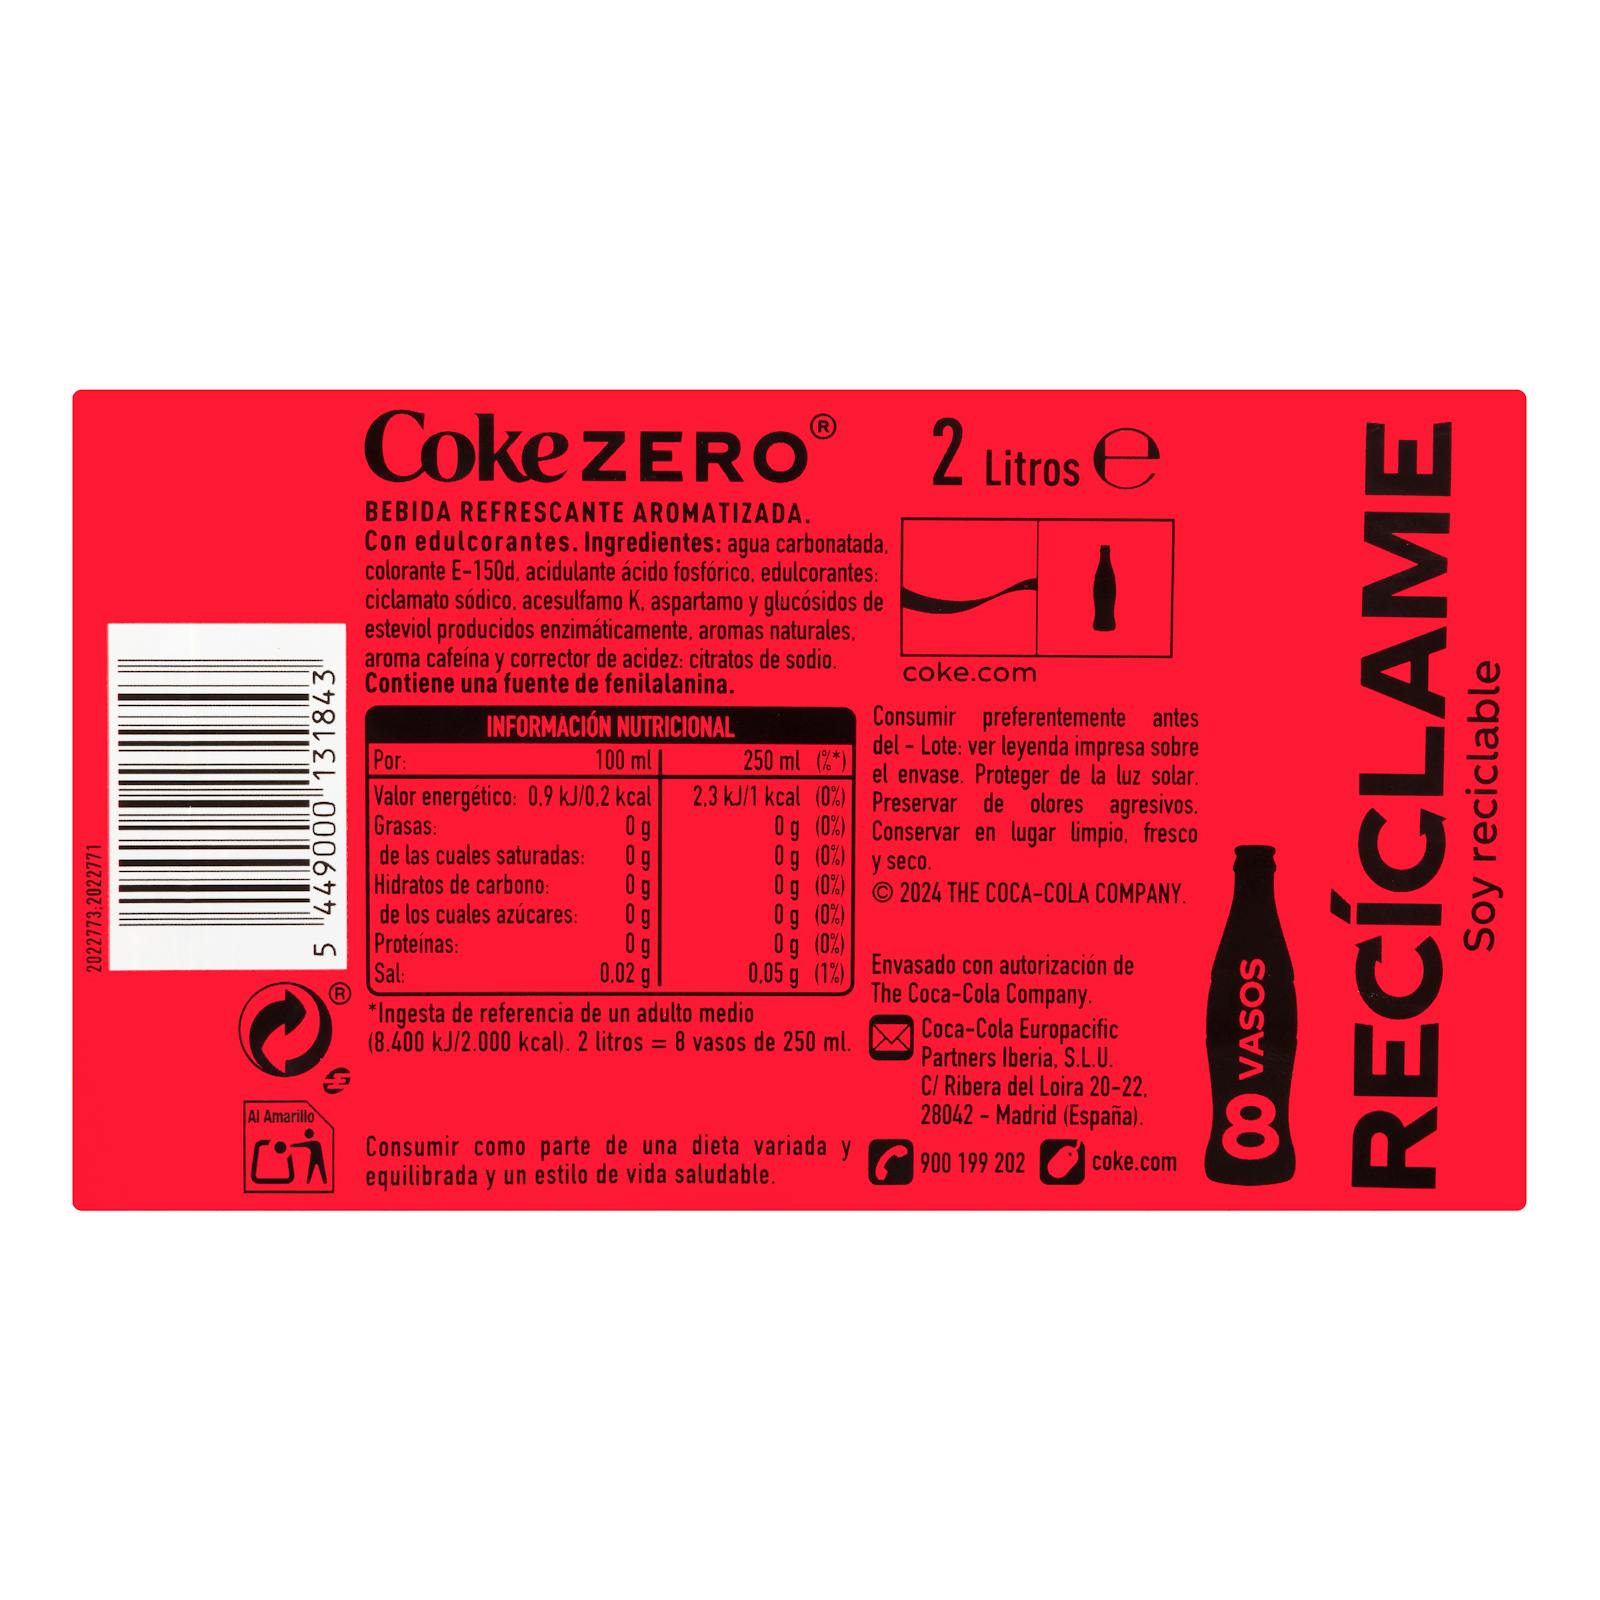 Coke ZERO®
BEBIDA REFRESCANTE AROMATIZADA.
Con edulcorantes. Ingredientes: agua carbonatada,
colorante E-150d, acidulante ácido fosfórico, edulcorantes:
ciclamato sódico, acesulfamo K, aspartamo y glucósidos de
esteviol producidos enzimáticamente, aromas naturales,
aroma cafeína y corrector de acidez: citratos de sodio.
Contiene una fuente de fenilalanina.
INFORMACIÓN NUTRICIONAL
Por: 100 ml 250 ml (%*)
Valor energético: 0,9 kJ/0,2 kcal 2,3 kJ/1 kcal (0%)
Grasas: 0 g 0 g (0%)
de las cuales saturadas: 0 g 0 g (0%)
Hidratos de carbono: 0 g 0 g (0%)
de los cuales azúcares: 0 g 0 g (0%)
Proteínas: 0 g 0 g (0%)
Sal: 0,02 g 0,05 g (1%)
*Ingesta de referencia de un adulto medio
(8.400 kJ/2.000 kcal). 2 litros = 8 vasos de 250 ml.
Consumir como parte de una dieta variada y
equilibrada y un estilo de vida saludable.
2 Litros e
coke.com
Consumir preferentemente antes
del - Lote: ver leyenda impresa sobre
el envase. Proteger de la luz solar.
Preservar de olores agresivos.
Conservar en lugar limpio, fresco
y seco.
© 2024 THE COCA-COLA COMPANY.
Envasado con autorización de
The Coca-Cola Company.
Coca-Cola Europacific
Partners Iberia, S.L.U.
C/ Ribera del Loira 20-22,
28042 - Madrid (España).
900 199 202 coke.com
8 VASOS
RECÍCLAME
Soy reciclable
5 449000 131843
2022773:2022771
®
Al Amarillo